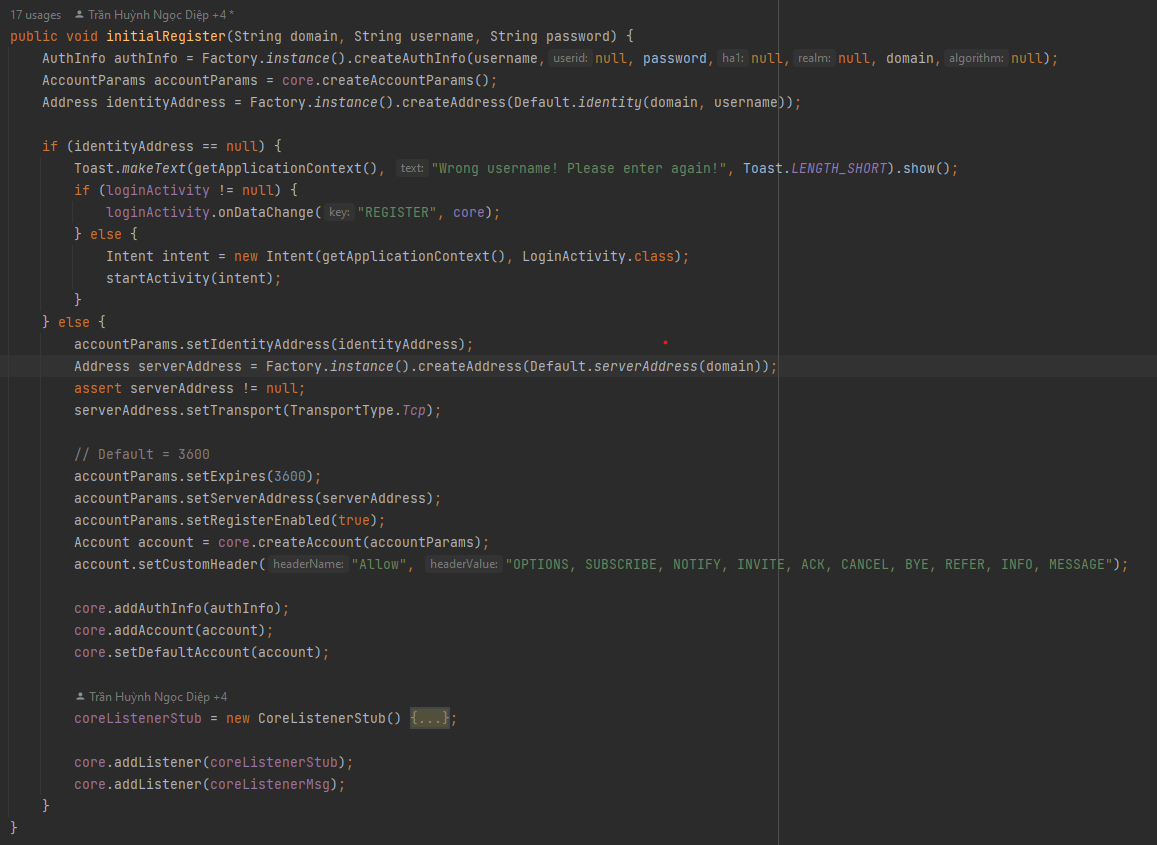 17 usages   Trần Huỳnh Ngọc Diệp +4 *
public void initialRegister(String domain, String username, String password) {
    AuthInfo authInfo = Factory.instance().createAuthInfo(username, userid: null, password, ha1: null, realm: null, domain, algorithm: null);
    AccountParams accountParams = core.createAccountParams();
    Address identityAddress = Factory.instance().createAddress(Default.identity(domain, username));
    if (identityAddress == null) {
        Toast.makeText(getApplicationContext(), text: "Wrong username! Please enter again!", Toast.LENGTH_SHORT).show();
        if (loginActivity != null) {
            loginActivity.onDataChange( key: "REGISTER", core);
        } else {
            Intent intent = new Intent(getApplicationContext(), LoginActivity.class);
            startActivity(intent);
        }
    } else {
        accountParams.setIdentityAddress(identityAddress);
        Address serverAddress = Factory.instance().createAddress(Default.serverAddress(domain));
        assert serverAddress != null;
        serverAddress.setTransport(TransportType.Tcp);
        // Default = 3600
        accountParams.setExpires(3600);
        accountParams.setServerAddress(serverAddress);
        accountParams.setRegisterEnabled(true);
        Account account = core.createAccount(accountParams);
        account.setCustomHeader( headerName: "Allow", headerValue: "OPTIONS, SUBSCRIBE, NOTIFY, INVITE, ACK, CANCEL, BYE, REFER, INFO, MESSAGE");
        core.addAuthInfo(authInfo);
        core.addAccount(account);
        core.setDefaultAccount(account);
        Trần Huỳnh Ngọc Diệp +4
        coreListenerStub = new CoreListenerStub() {...};
        core.addListener(coreListenerStub);
        core.addListener(coreListenerMsg);
    }
}